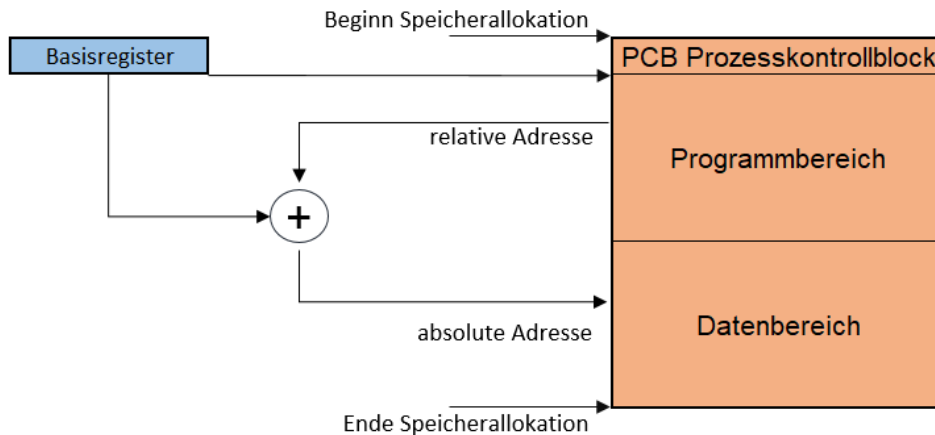 Beginn Speicherallokation
Basisregister
PCB Prozesskontrollblock
relative Adresse
Programmbereich
+
absolute Adresse
Datenbereich
Ende Speicherallokation